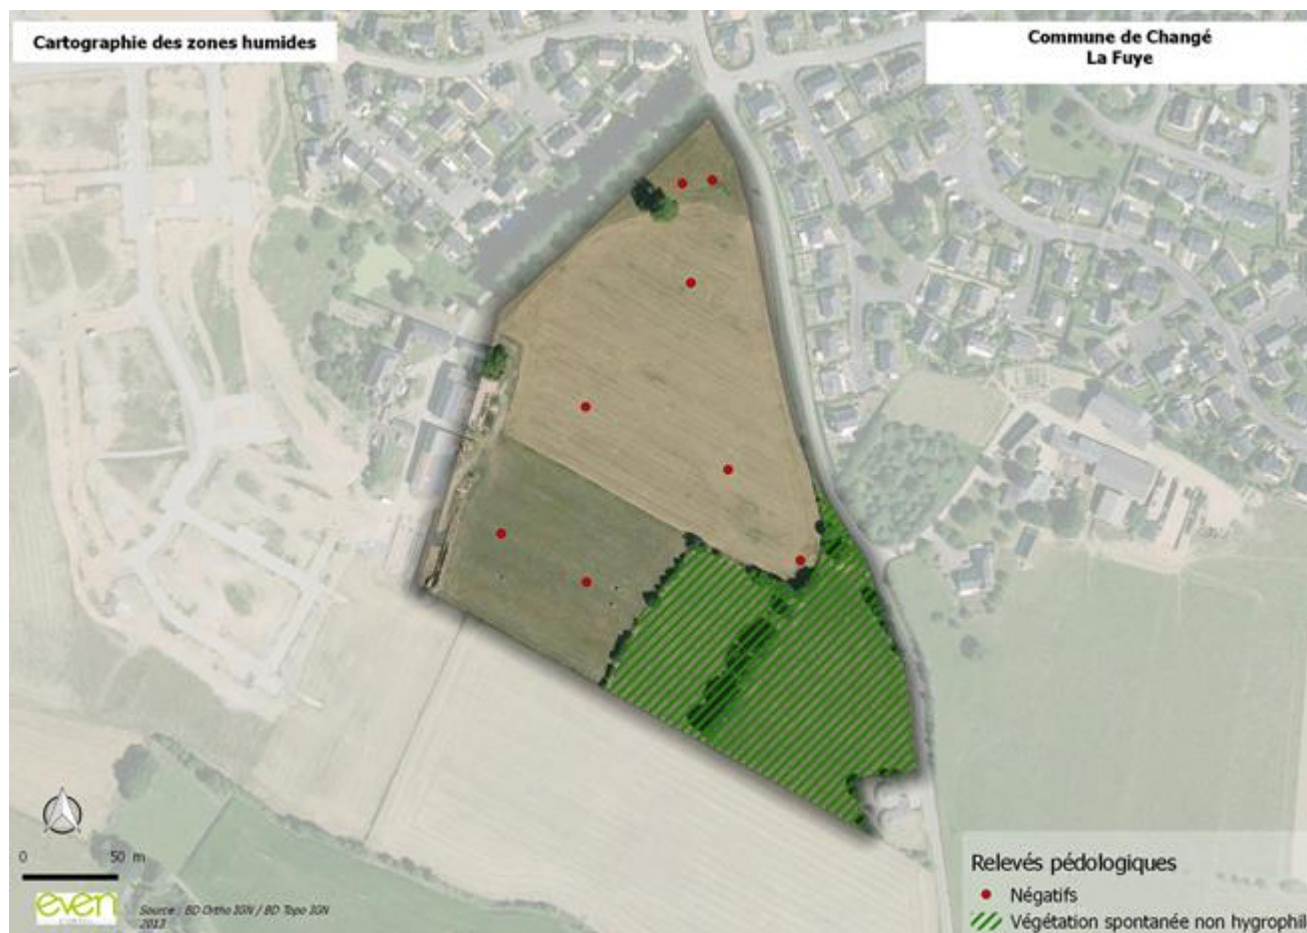 Cartographie des zones humides
Commune de Changé
La Fuye
0 50 m
even
Source : BD Ortho IGN / BD Topo IGN
2013
Relevés pédologiques
Négatifs
Végétation spontanée non hygrophil